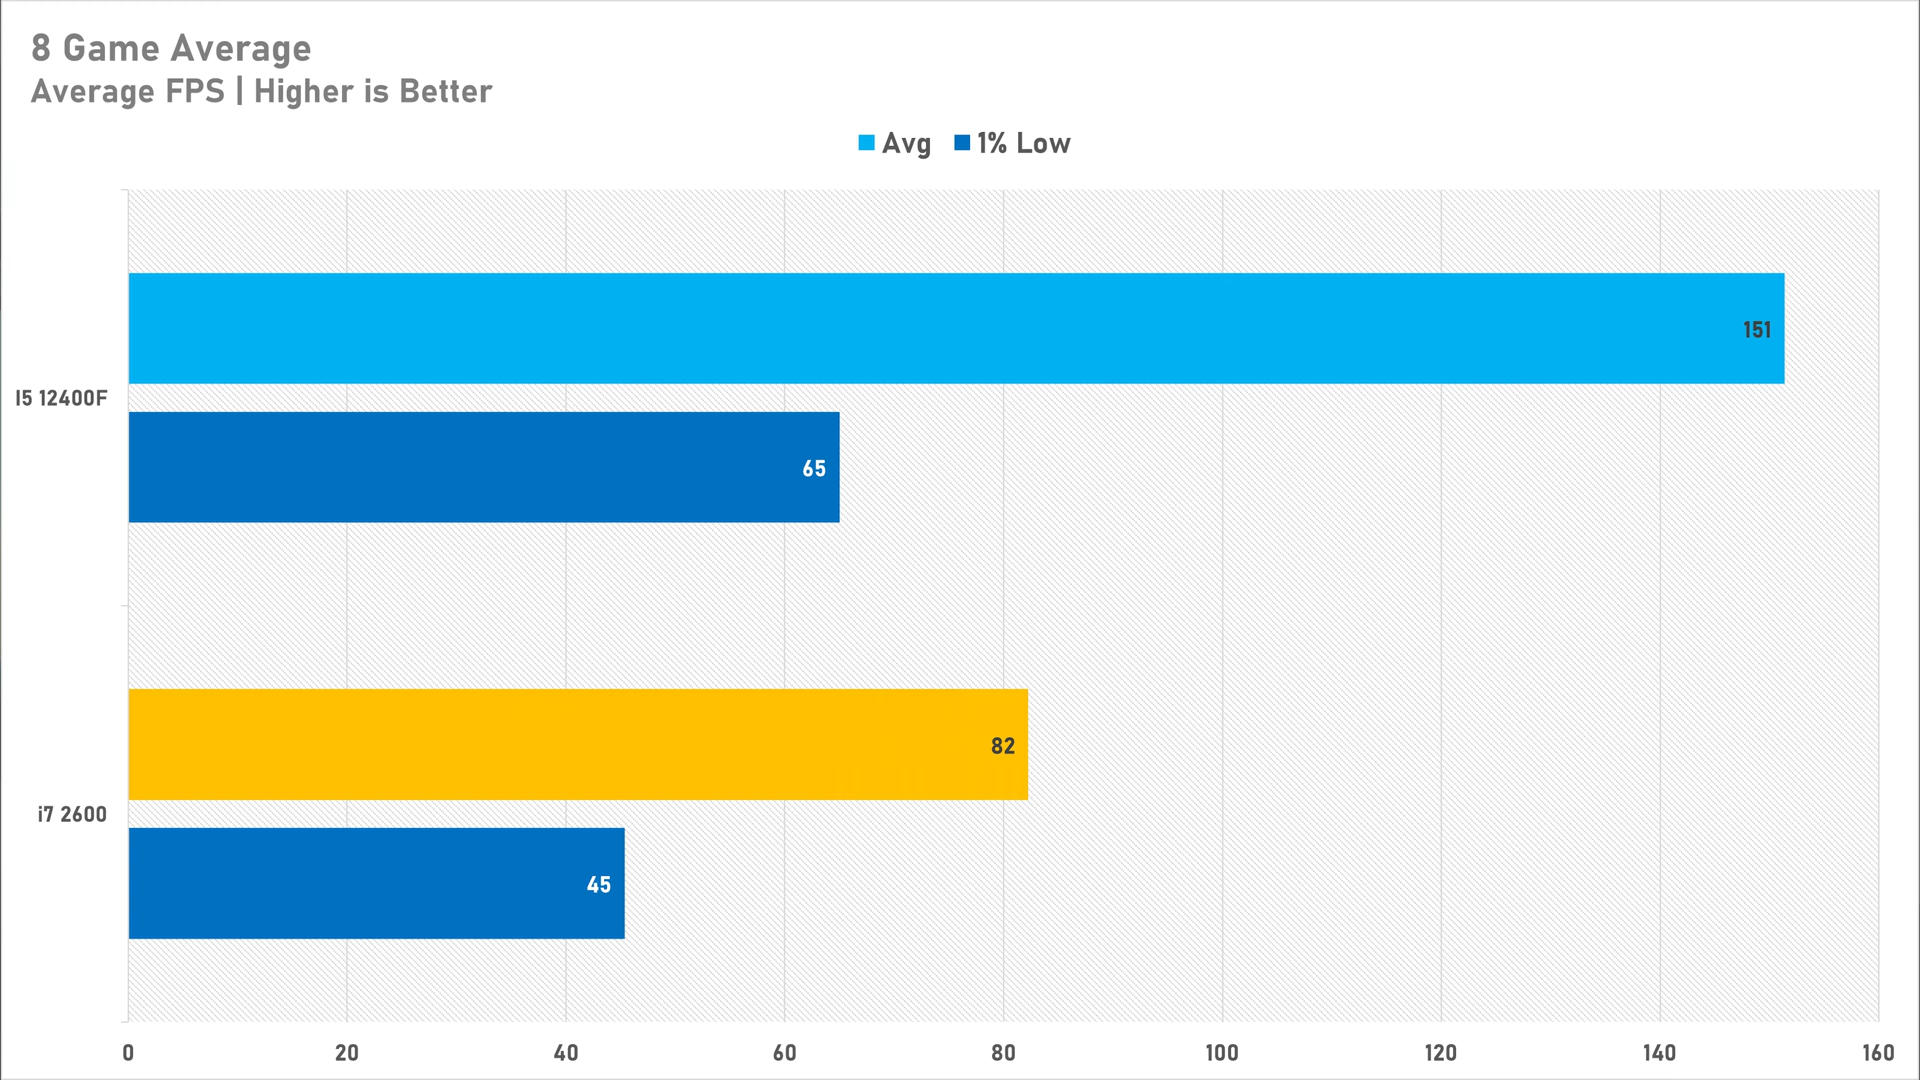 8 Game Average
Average FPS | Higher is Better
Avg 1% Low
151
I5 12400F
65
82
i7 2600
45
0 20 40 60 80 100 120 140 160